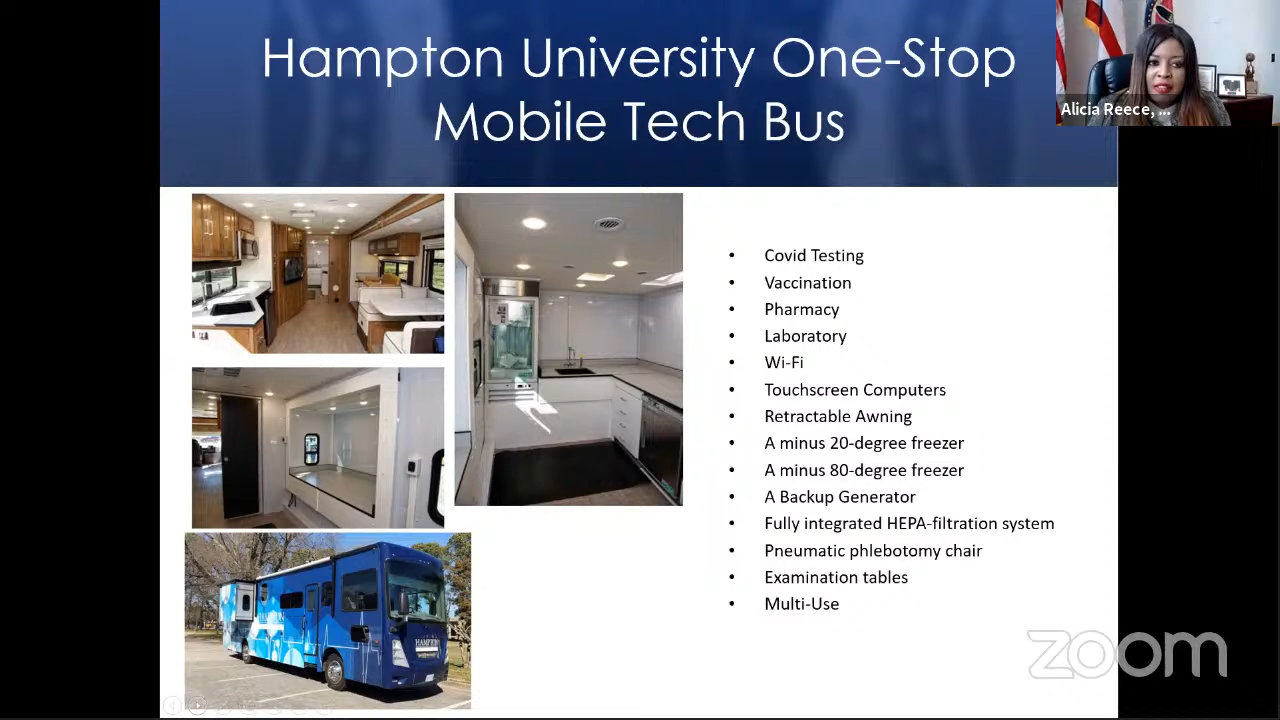 Hampton University One-Stop
Mobile Tech Bus
Alicia Reece, ...
• Covid Testing
• Vaccination
• Pharmacy
• Laboratory
• Wi-Fi
• Touchscreen Computers
• Retractable Awning
• A minus 20-degree freezer
• A minus 80-degree freezer
• A Backup Generator
• Fully integrated HEPA-filtration system
• Pneumatic phlebotomy chair
• Examination tables
• Multi-Use
HAMPTON
zoom